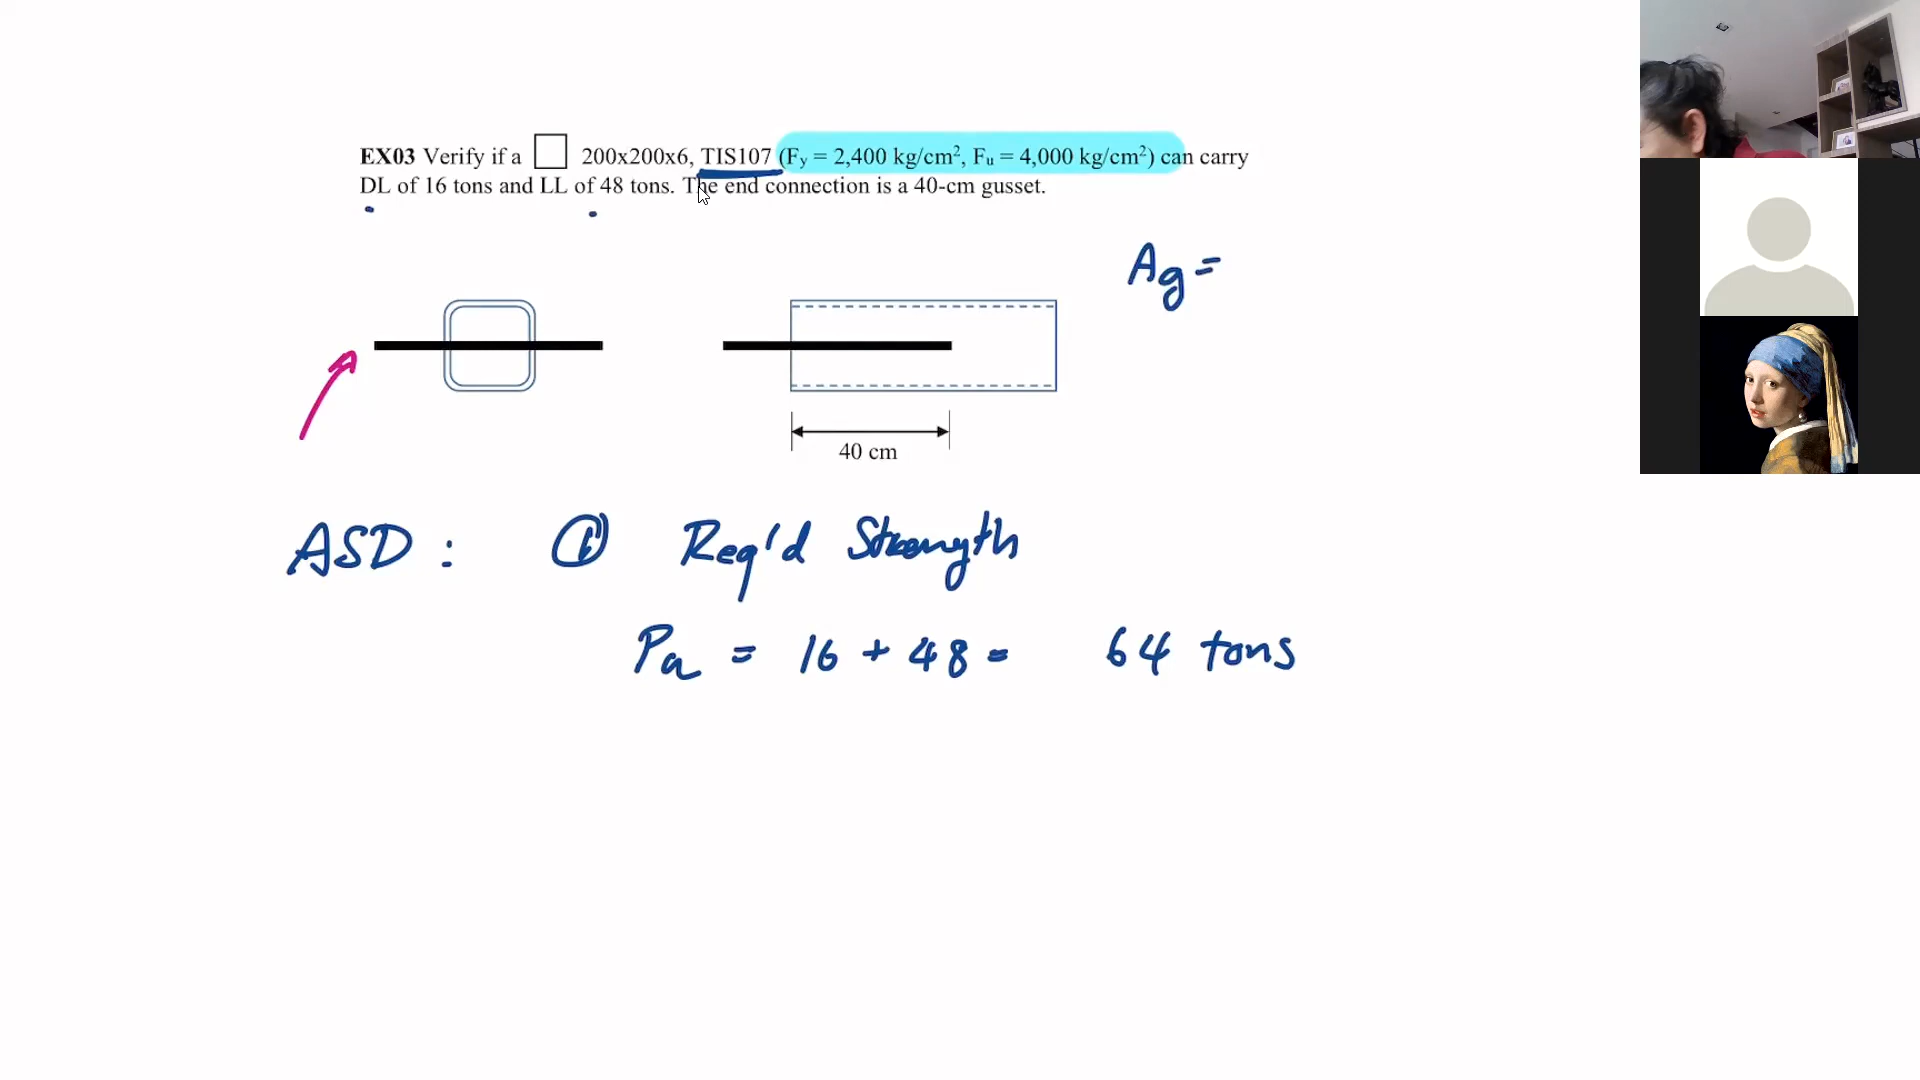 EX03 Verify if a 200x200x6, TIS107 (Fy = 2,400 kg/cm², Fu = 4,000 kg/cm²) can carry
DL of 16 tons and LL of 48 tons. The end connection is a 40-cm gusset.
Ag =
40 cm
ASD : ① Req'd Strength
Pa = 16 + 48 = 64 tons